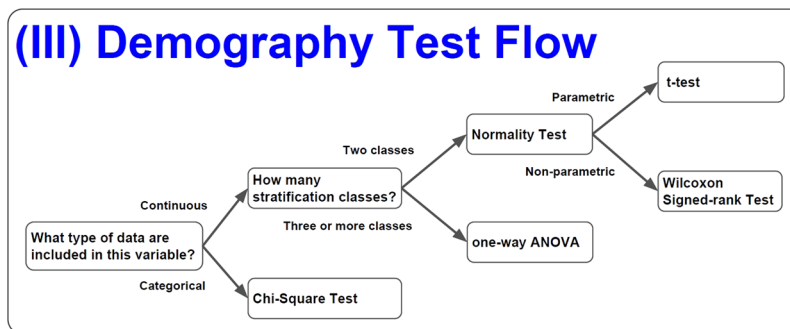 (III) Demography Test Flow
What type of data are
included in this variable?
Continuous
Categorical
How many
stratification classes?
Chi-Square Test
Two classes
Three or more classes
Normality Test
one-way ANOVA
Parametric
Non-parametric
t-test
Wilcoxon
Signed-rank Test